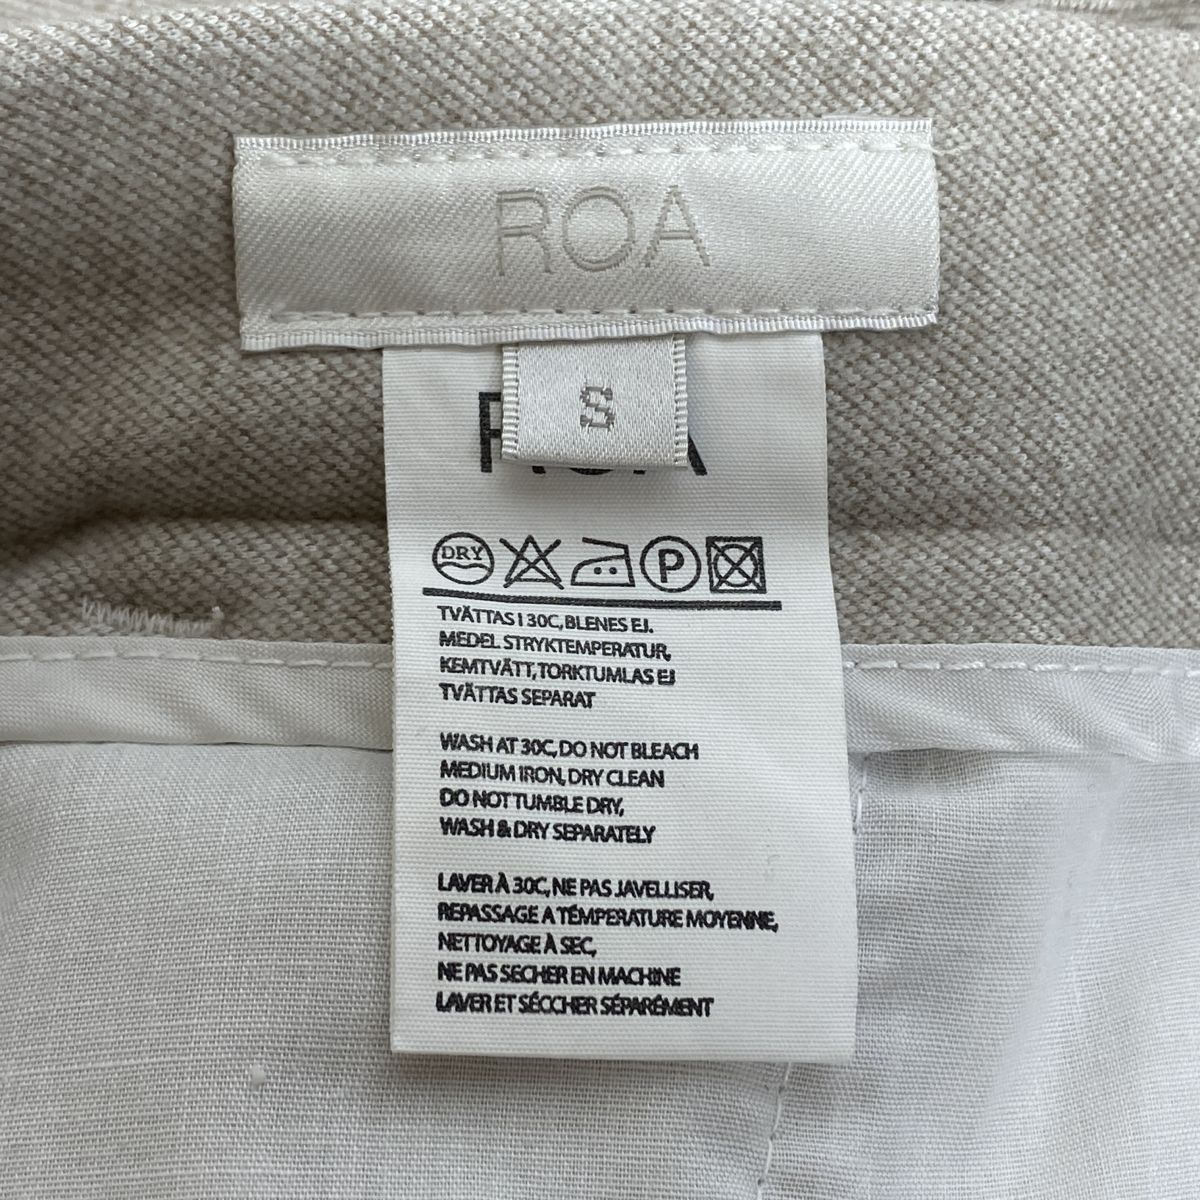 ROA
S
DRY P
TVÄTTAS I 30C, BLENES EJ.
MEDEL STRYKTEMPERATUR,
KEMTVÄTT, TORKTUMLAS EJ
TVÄTTAS SEPARAT
WASH AT 30C, DO NOT BLEACH
MEDIUM IRON, DRY CLEAN
DO NOT TUMBLE DRY,
WASH & DRY SEPARATELY
LAVER À 30C, NE PAS JAVELLISER,
REPASSAGE A TÉMPERATURE MOYENNE,
NETTOYAGE À SEC,
NE PAS SECHER EN MACHINE
LAVER ET SÉCCHER SÉPARÉMENT